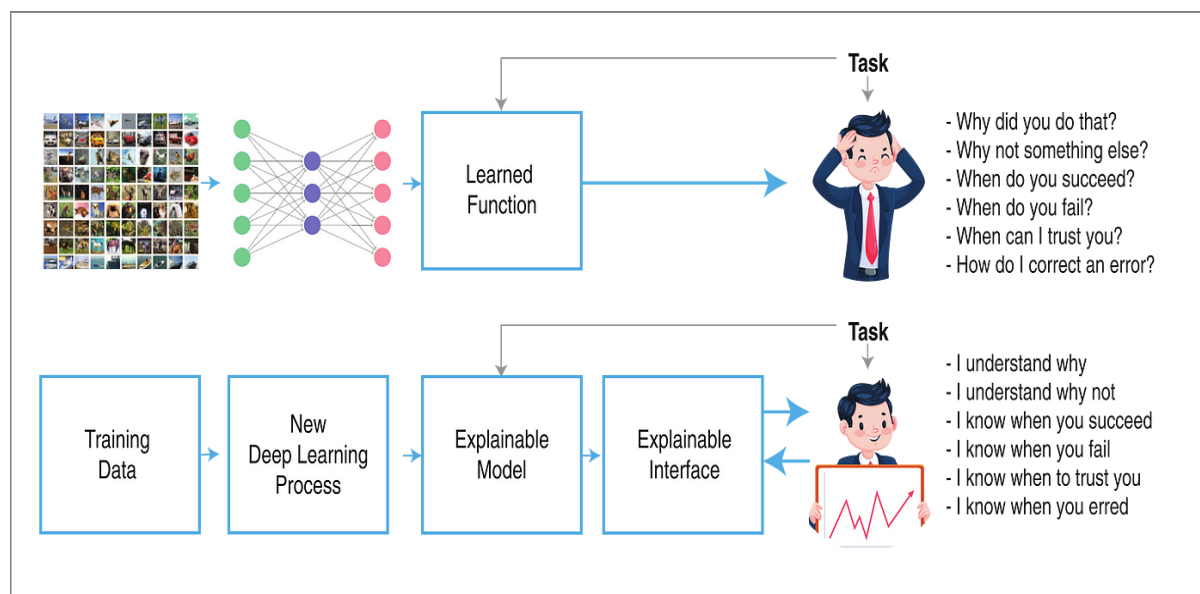 Task
Learned
Function
- Why did you do that?
- Why not something else?
- When do you succeed?
- When do you fail?
- When can I trust you?
- How do I correct an error?
Task
Training
Data
New
Deep Learning
Process
Explainable
Model
Explainable
Interface
- I understand why
- I understand why not
- I know when you succeed
- I know when you fail
- I know when to trust you
- I know when you erred